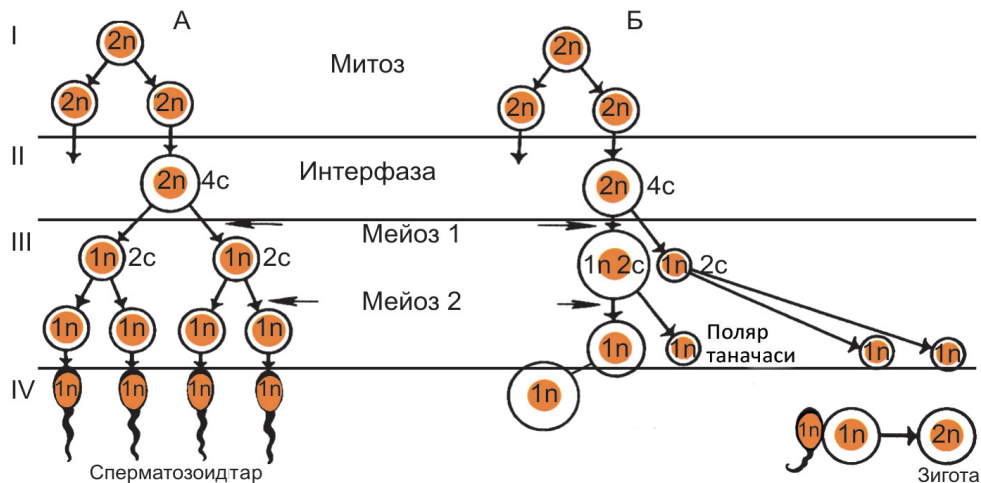 А Б
I
2n 2n
Митоз
2n 2n 2n 2n
II
Интерфаза
2n 4c 2n 4c
III
Мейоз 1
1n 2c 1n 2c 1n 2c 1n 2c
Мейоз 2
1n 1n 1n 1n 1n 1n 1n 1n
Поляр
таначаси
IV
1n 1n 1n 1n 1n 1n 1n 2n
Сперматозоидтар Зигота